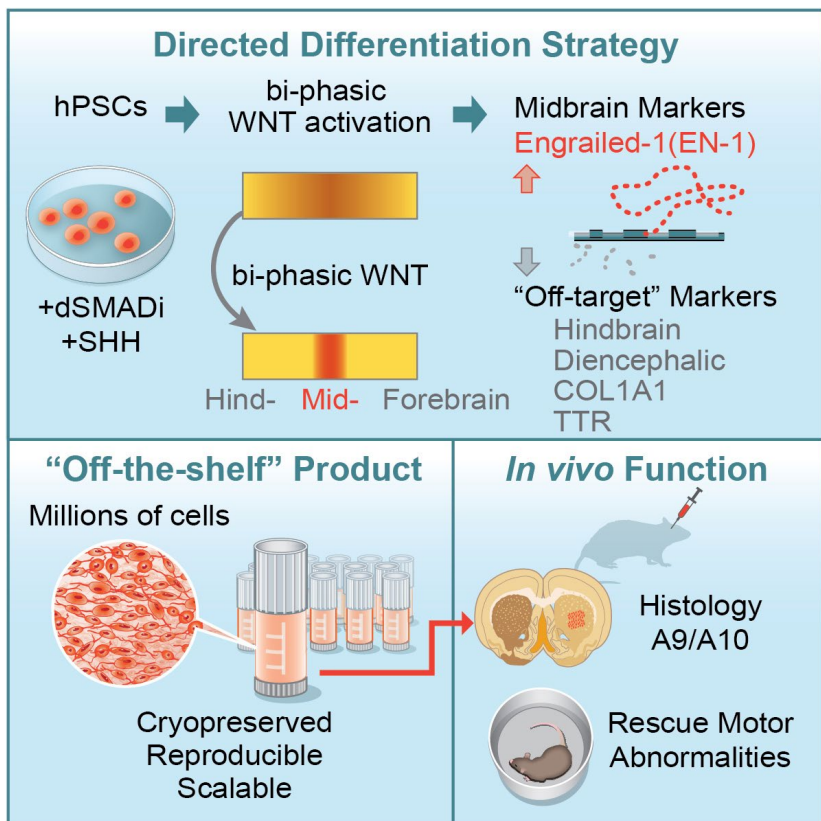 Directed Differentiation Strategy
hPSCs
bi-phasic
WNT activation
Midbrain Markers
Engrailed-1(EN-1)
bi-phasic WNT
+dSMADi
+SHH
Hind- Mid- Forebrain
“Off-target” Markers
Hindbrain
Diencephalic
COL1A1
TTR
“Off-the-shelf” Product
Millions of cells
Cryopreserved
Reproducible
Scalable
In vivo Function
Histology
A9/A10
Rescue Motor
Abnormalities